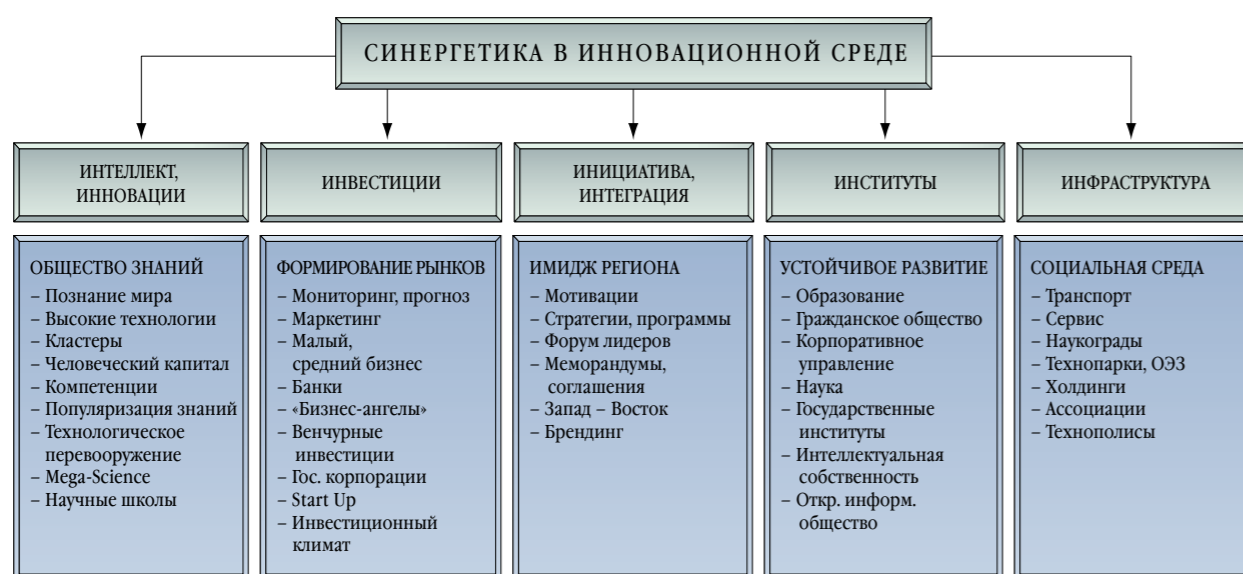 СИНЕРГЕТИКА В ИННОВАЦИОННОЙ СРЕДЕ
ИНТЕЛЛЕКТ,
ИННОВАЦИИ
ИНВЕСТИЦИИ
ИНИЦИАТИВА,
ИНТЕГРАЦИЯ
ИНСТИТУТЫ
ИНФРАСТРУКТУРА
ОБЩЕСТВО ЗНАНИЙ
– Познание мира
– Высокие технологии
– Кластеры
– Человеческий капитал
– Компетенции
– Популяризация знаний
– Технологическое
перевооружение
– Mega-Science
– Научные школы
ФОРМИРОВАНИЕ РЫНКОВ
– Мониторинг, прогноз
– Маркетинг
– Малый,
средний бизнес
– Банки
– «Бизнес-ангелы»
– Венчурные
инвестиции
– Гос. корпорации
– Start Up
– Инвестиционный
климат
ИМИДЖ РЕГИОНА
– Мотивации
– Стратегии, программы
– Форум лидеров
– Меморандумы,
соглашения
– Запад – Восток
– Брендинг
УСТОЙЧИВОЕ РАЗВИТИЕ
– Образование
– Гражданское общество
– Корпоративное
управление
– Наука
– Государственные
институты
– Интеллектуальная
собственность
– Откр. информ.
общество
СОЦИАЛЬНАЯ СРЕДА
– Транспорт
– Сервис
– Наукограды
– Технопарки, ОЭЗ
– Холдинги
– Ассоциации
– Технополисы